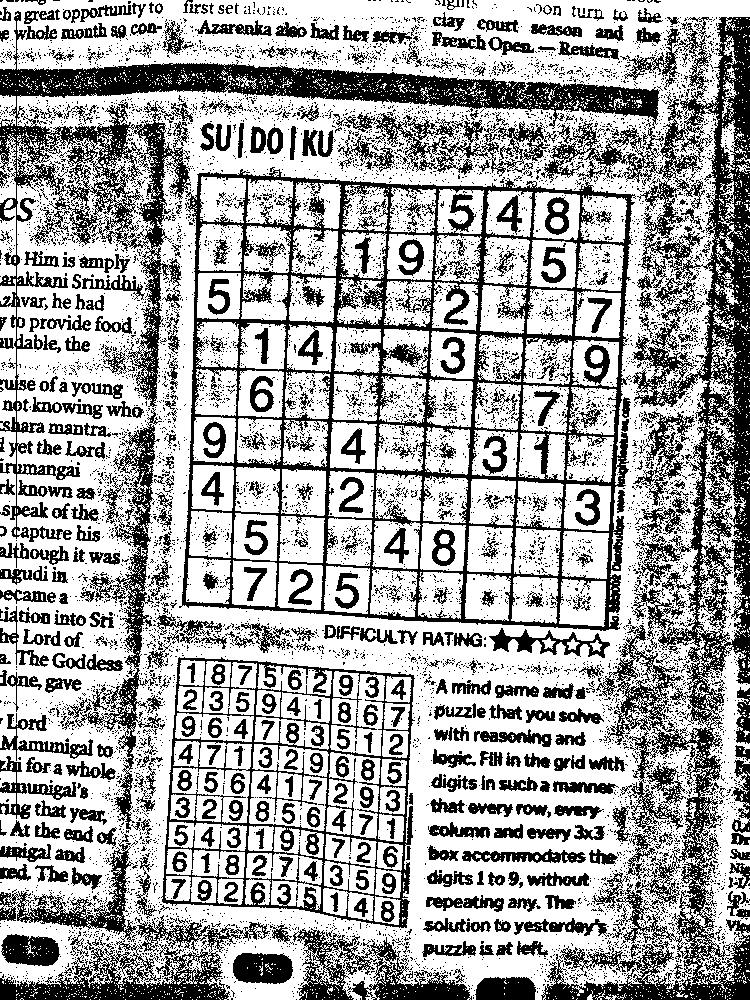 ch a great opportunity to
e whole month as con-
first set alone.
Azarenka also had her serv-
soon turn to the
clay court season and the
French Open. — Reuters
es
to Him is amply
arakkani Srinidhi,
Azhvar, he had
y to provide food
audable, the
guise of a young
not knowing who
kshara mantra.
d yet the Lord
irumangai
rk known as
speak of the
o capture his
although it was
angudi in
became a
tiation into Sri
he Lord of
a. The Goddess
done, gave
Lord
Mamunigal to
zhi for a whole
amunigal's
ring that year,
l. At the end of
unigal and
red. The boy
SU|DO|KU
5 4 8
1 9 5
5 2 7
1 4 3 9
6 7
9 4 3 1
4 2 3
5 4 8
7 2 5
DIFFICULTY RATING: ★★☆☆☆
1 8 7 5 6 2 9 3 4
2 3 5 9 4 1 8 6 7
9 6 4 7 8 3 5 1 2
4 7 1 3 2 9 6 8 5
8 5 6 4 1 7 2 9 3
3 2 9 8 5 6 4 7 1
5 4 3 1 9 8 7 2 6
6 1 8 2 7 4 3 5 9
7 9 2 6 3 5 1 4 8
A mind game and a
puzzle that you solve
with reasoning and
logic. Fill in the grid with
digits in such a manner
that every row, every
column and every 3x3
box accommodates the
digits 1 to 9, without
repeating any. The
solution to yesterday's
puzzle is at left.